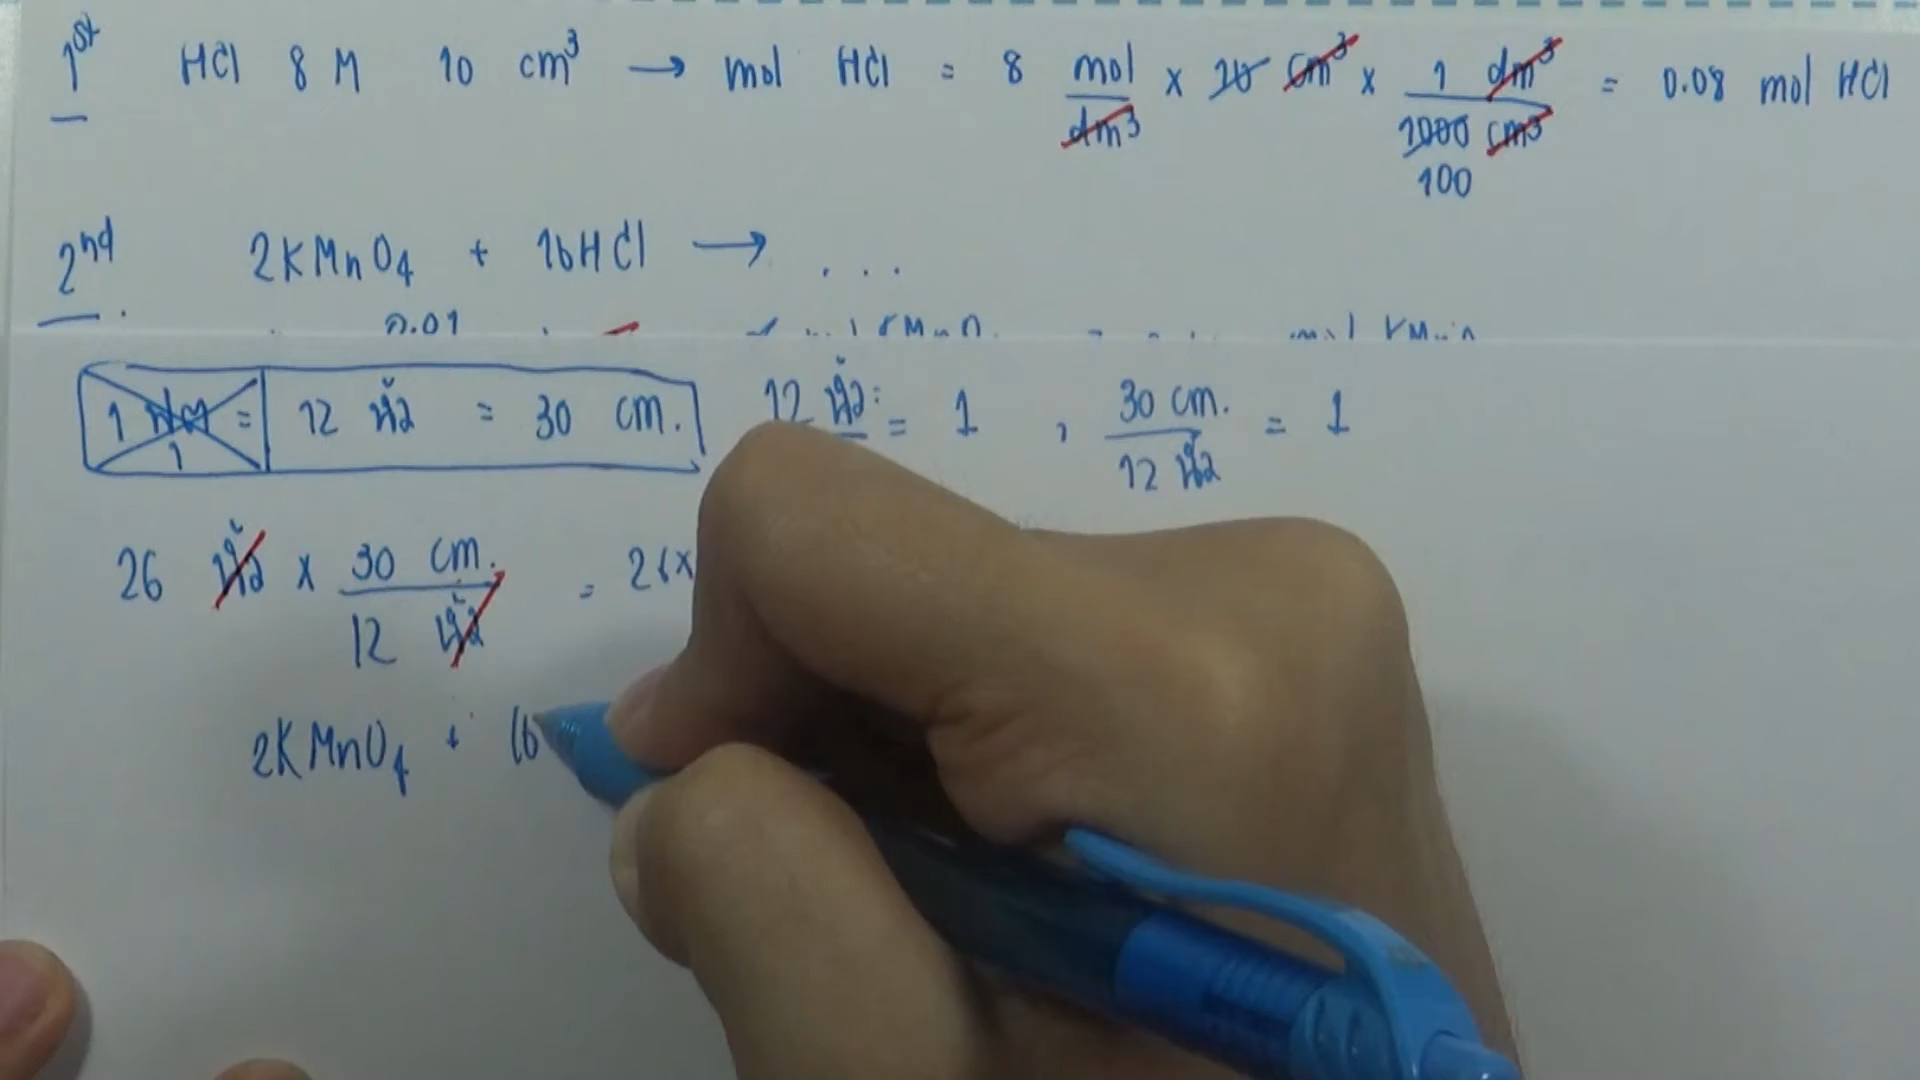 1st HCl 8 M 10 cm³ → mol HCl = 8 mol/dm³ x 10 cm³ x 1 dm³/1000 cm³ = 0.08 mol HCl
100
2nd 2KMnO₄ + 16HCl → ...
0.01
1 = 12 นิ้ว = 30 cm. 12 นิ้ว = 1 , 30 cm./12 นิ้ว = 1
26 นิ้ว x 30 cm./12 นิ้ว = 26x
2KMnO₄ + 16